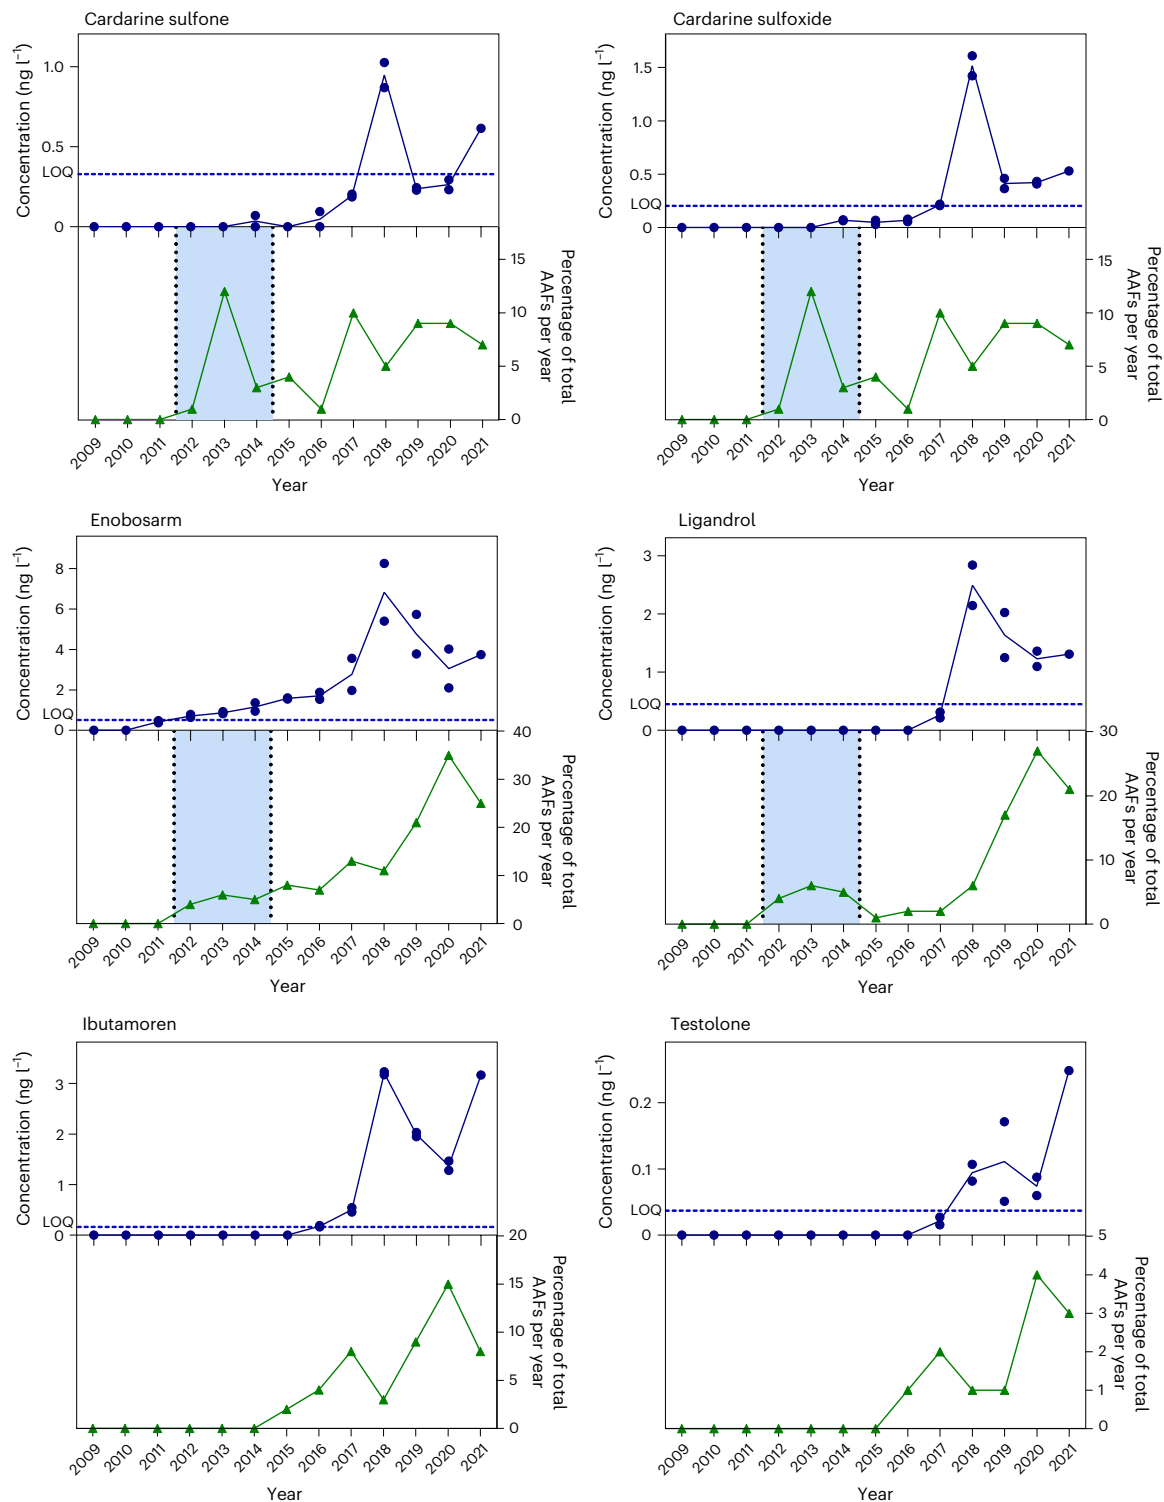 Cardarine sulfone
Concentration (ng l⁻¹)
1.0
0.5
LOQ
0
15
10
5
0
Percentage of total
AAFs per year
2009 2010 2011 2012 2013 2014 2015 2016 2017 2018 2019 2020 2021
Year
Cardarine sulfoxide
Concentration (ng l⁻¹)
1.5
1.0
0.5
LOQ
0
15
10
5
0
Percentage of total
AAFs per year
2009 2010 2011 2012 2013 2014 2015 2016 2017 2018 2019 2020 2021
Year
Enobosarm
Concentration (ng l⁻¹)
8
6
4
2
LOQ
0
40
30
20
10
0
Percentage of total
AAFs per year
2009 2010 2011 2012 2013 2014 2015 2016 2017 2018 2019 2020 2021
Year
Ligandrol
Concentration (ng l⁻¹)
3
2
1
LOQ
0
30
20
10
0
Percentage of total
AAFs per year
2009 2010 2011 2012 2013 2014 2015 2016 2017 2018 2019 2020 2021
Year
Ibutamoren
Concentration (ng l⁻¹)
3
2
1
LOQ
0
20
15
10
5
0
Percentage of total
AAFs per year
2009 2010 2011 2012 2013 2014 2015 2016 2017 2018 2019 2020 2021
Year
Testolone
Concentration (ng l⁻¹)
0.2
0.1
LOQ
0
5
4
3
2
1
0
Percentage of total
AAFs per year
2009 2010 2011 2012 2013 2014 2015 2016 2017 2018 2019 2020 2021
Year